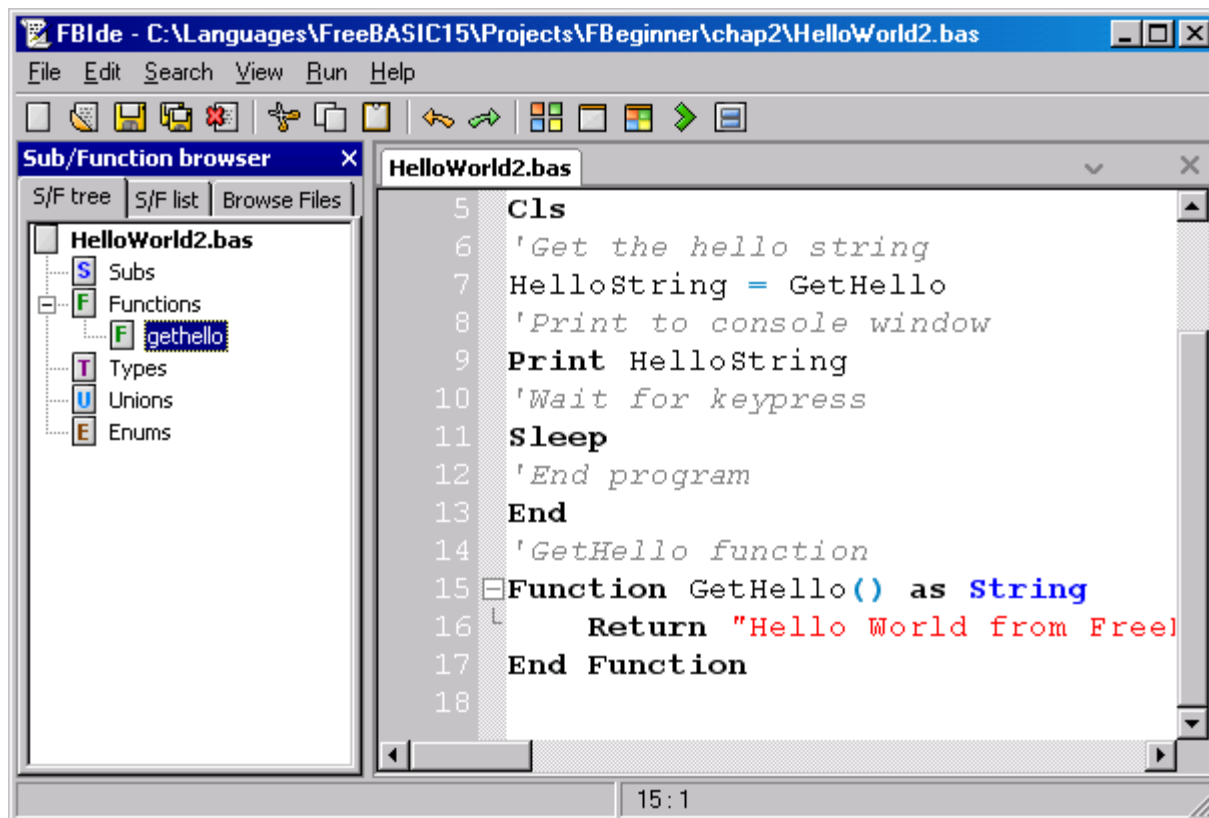 FBIde - C:\Languages\FreeBASIC15\Projects\FBeginner\chap2\HelloWorld2.bas
File Edit Search View Run Help
Sub/Function browser
S/F tree S/F list Browse Files
HelloWorld2.bas
S Subs
F Functions
F gethello
T Types
U Unions
E Enums
HelloWorld2.bas
5 Cls
6 'Get the hello string
7 HelloString = GetHello
8 'Print to console window
9 Print HelloString
10 'Wait for keypress
11 Sleep
12 'End program
13 End
14 'GetHello function
15 Function GetHello() as String
16 Return "Hello World from Free
17 End Function
18
15:1